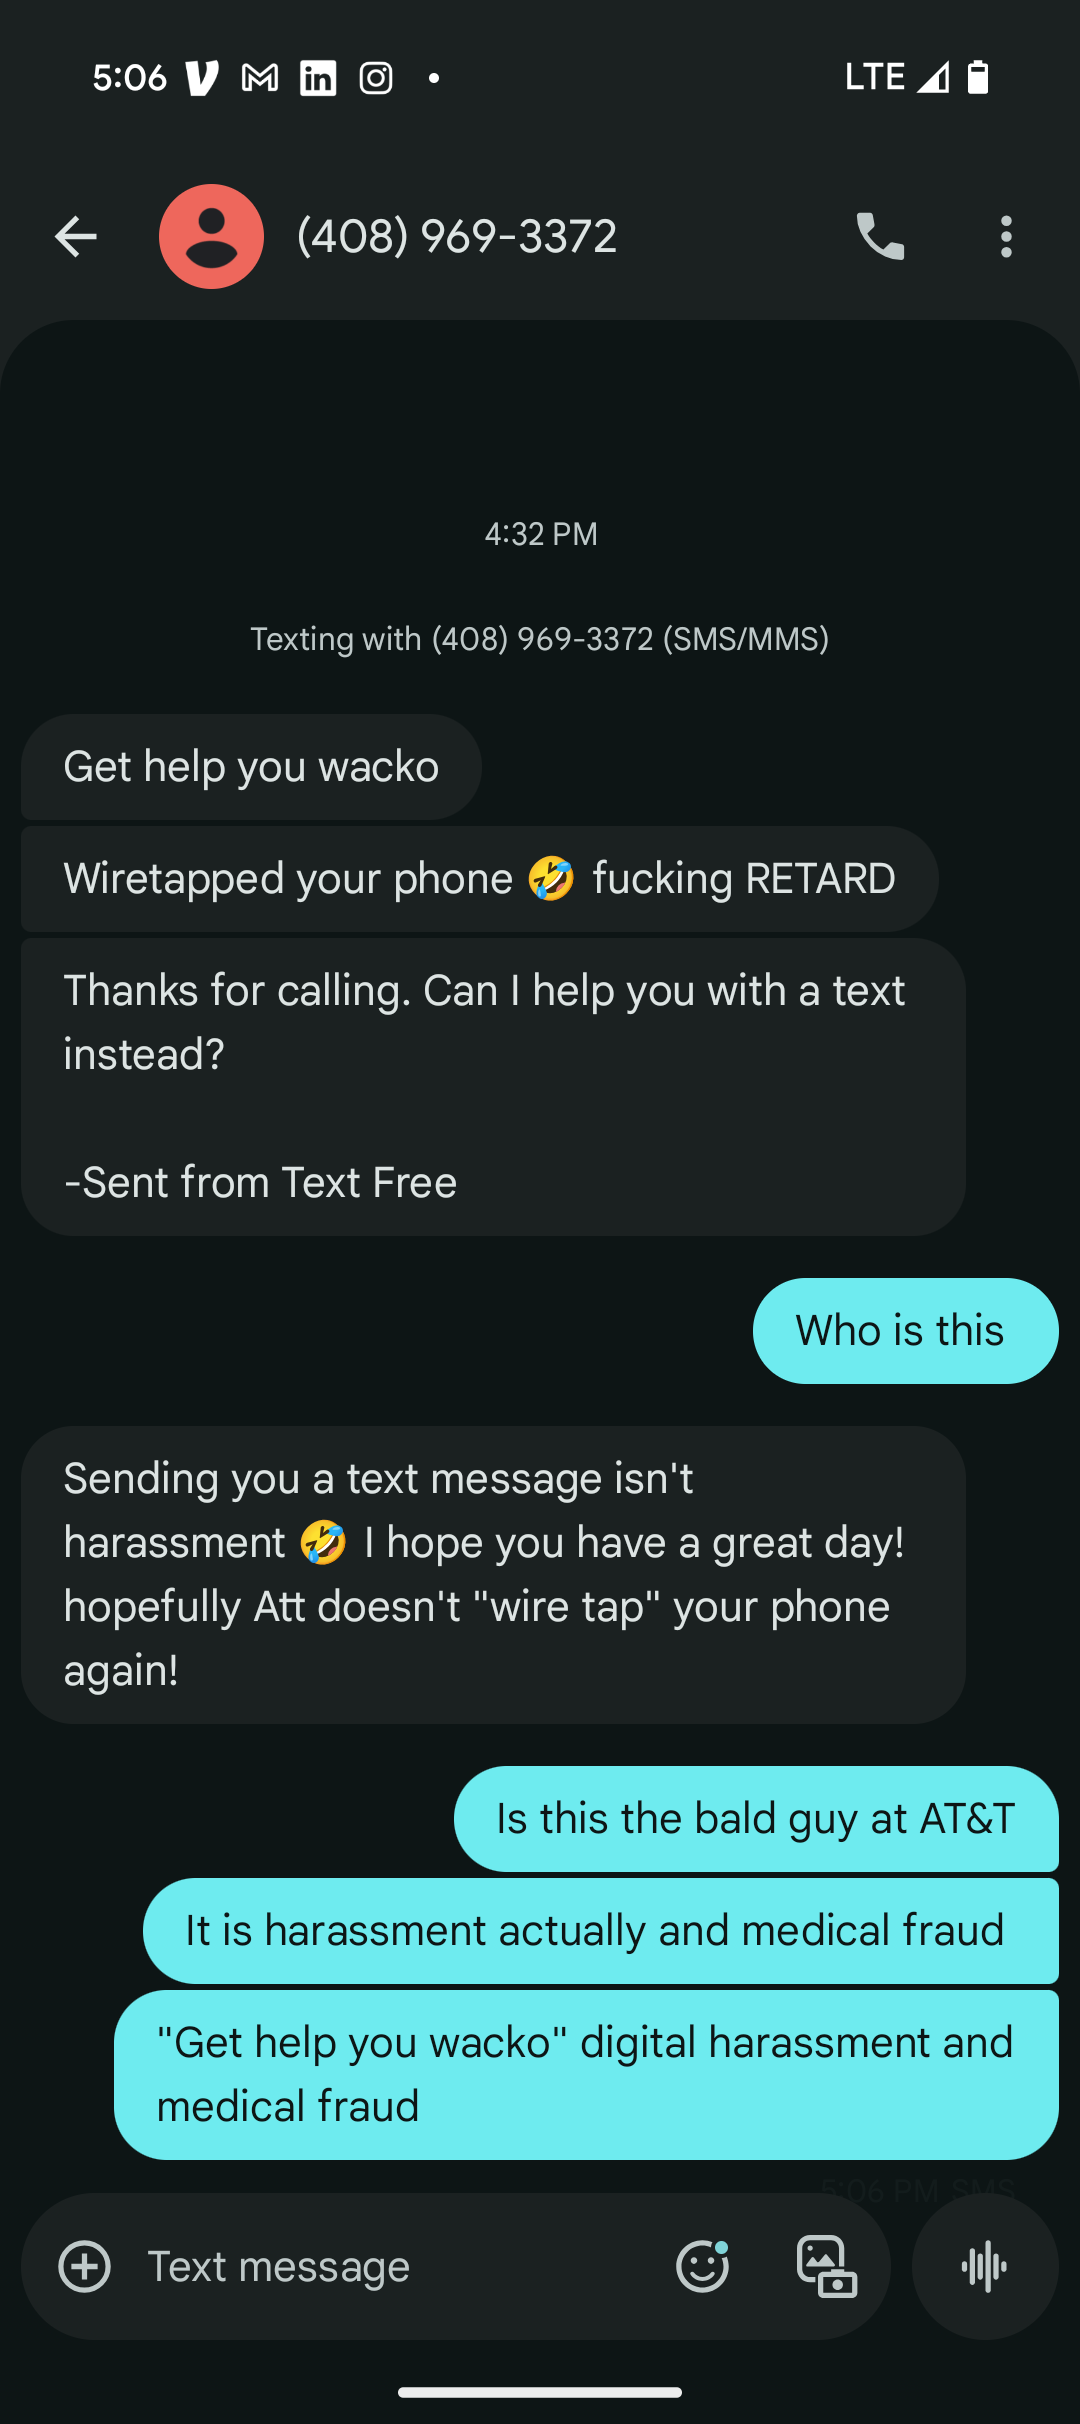 5:06
LTE
(408) 969-3372
4:32 PM
Texting with (408) 969-3372 (SMS/MMS)
Get help you wacko
Wiretapped your phone 🤣 fucking RETARD
Thanks for calling. Can I help you with a text
instead?
-Sent from Text Free
Who is this
Sending you a text message isn't
harassment 🤣 I hope you have a great day!
hopefully Att doesn't "wire tap" your phone
again!
Is this the bald guy at AT&T
It is harassment actually and medical fraud
"Get help you wacko" digital harassment and
medical fraud
5:06 PM SMS
Text message